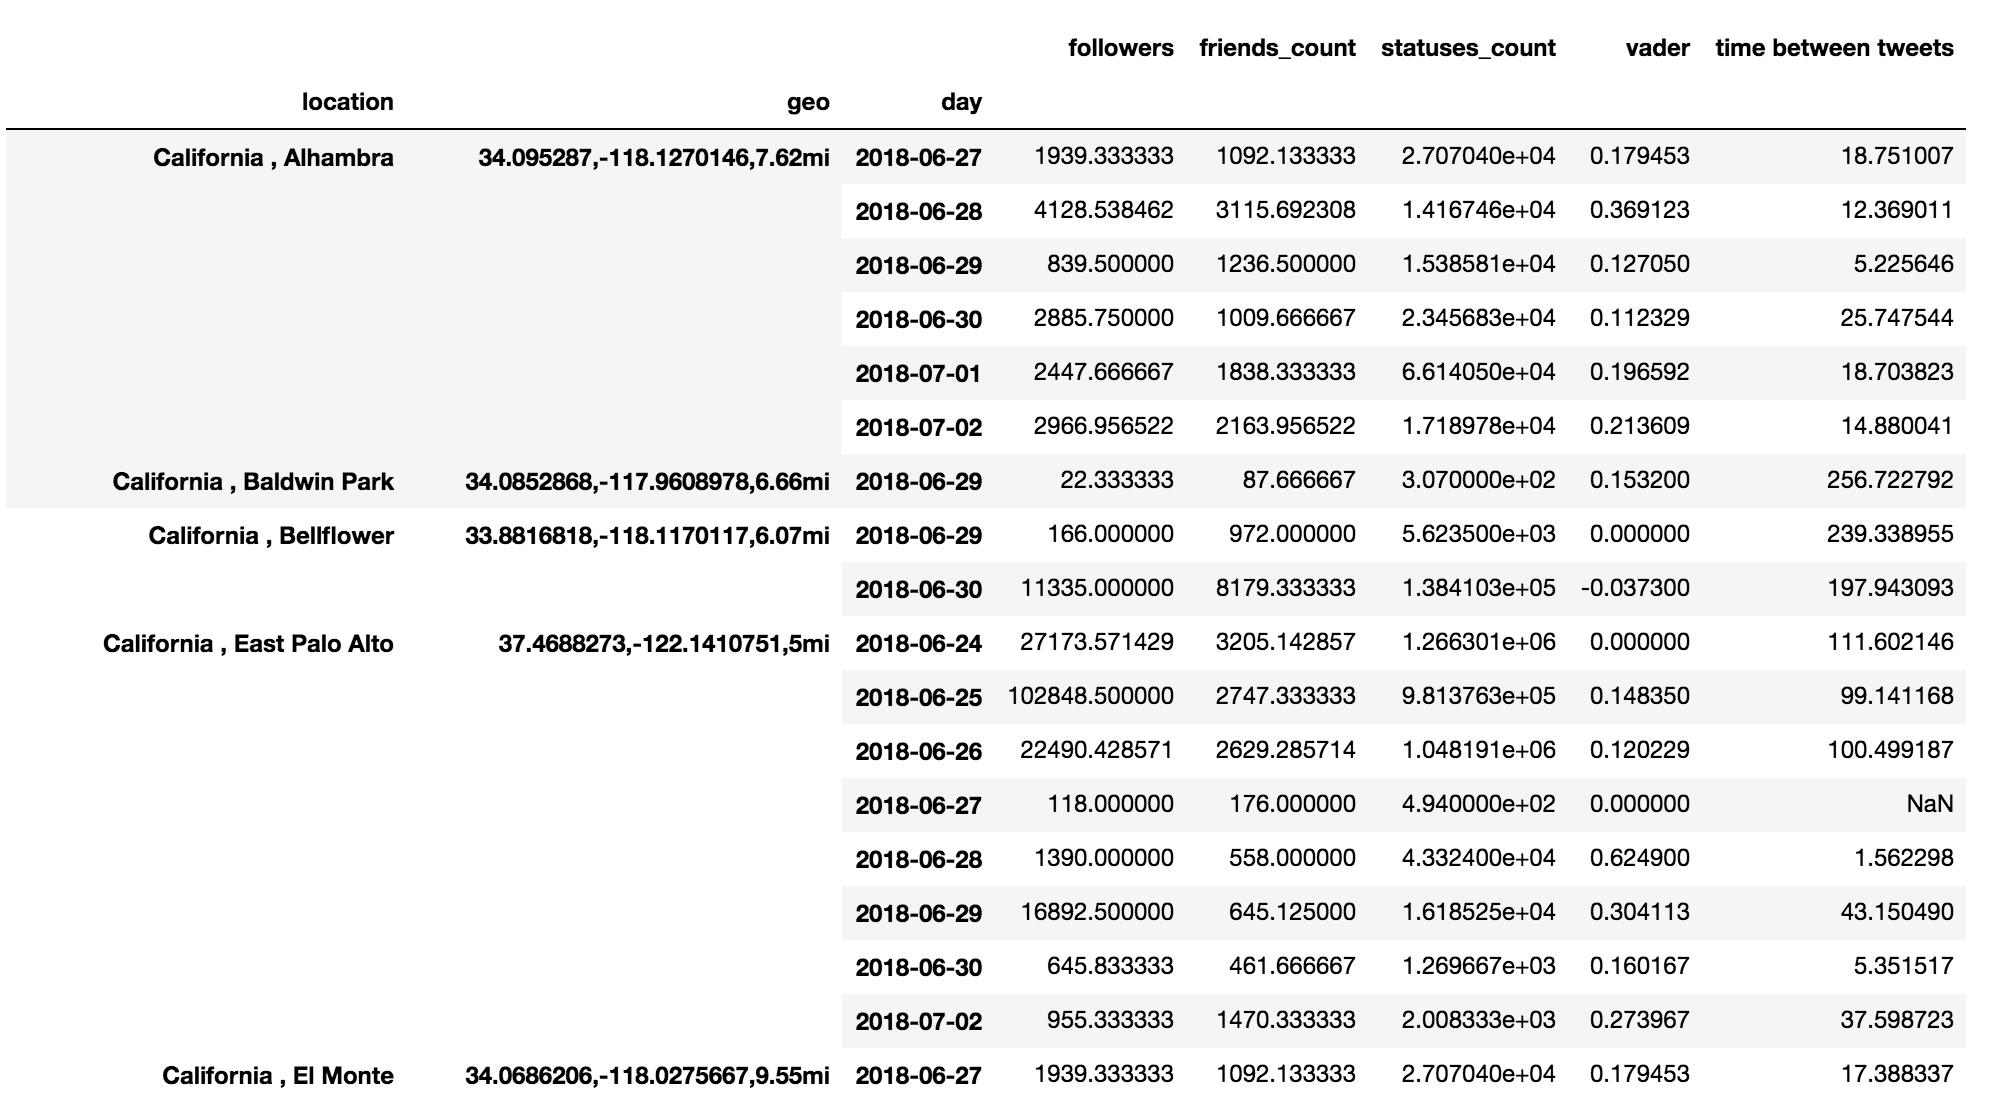 followers friends_count statuses_count vader time between tweets
location geo day
California , Alhambra 34.095287,-118.1270146,7.62mi 2018-06-27 1939.333333 1092.133333 2.707040e+04 0.179453 18.751007
2018-06-28 4128.538462 3115.692308 1.416746e+04 0.369123 12.369011
2018-06-29 839.500000 1236.500000 1.538581e+04 0.127050 5.225646
2018-06-30 2885.750000 1009.666667 2.345683e+04 0.112329 25.747544
2018-07-01 2447.666667 1838.333333 6.614050e+04 0.196592 18.703823
2018-07-02 2966.956522 2163.956522 1.718978e+04 0.213609 14.880041
California , Baldwin Park 34.0852868,-117.9608978,6.66mi 2018-06-29 22.333333 87.666667 3.070000e+02 0.153200 256.722792
California , Bellflower 33.8816818,-118.1170117,6.07mi 2018-06-29 166.000000 972.000000 5.623500e+03 0.000000 239.338955
2018-06-30 11335.000000 8179.333333 1.384103e+05 -0.037300 197.943093
California , East Palo Alto 37.4688273,-122.1410751,5mi 2018-06-24 27173.571429 3205.142857 1.266301e+06 0.000000 111.602146
2018-06-25 102848.500000 2747.333333 9.813763e+05 0.148350 99.141168
2018-06-26 22490.428571 2629.285714 1.048191e+06 0.120229 100.499187
2018-06-27 118.000000 176.000000 4.940000e+02 0.000000 NaN
2018-06-28 1390.000000 558.000000 4.332400e+04 0.624900 1.562298
2018-06-29 16892.500000 645.125000 1.618525e+04 0.304113 43.150490
2018-06-30 645.833333 461.666667 1.269667e+03 0.160167 5.351517
2018-07-02 955.333333 1470.333333 2.008333e+03 0.273967 37.598723
California , El Monte 34.0686206,-118.0275667,9.55mi 2018-06-27 1939.333333 1092.133333 2.707040e+04 0.179453 17.388337